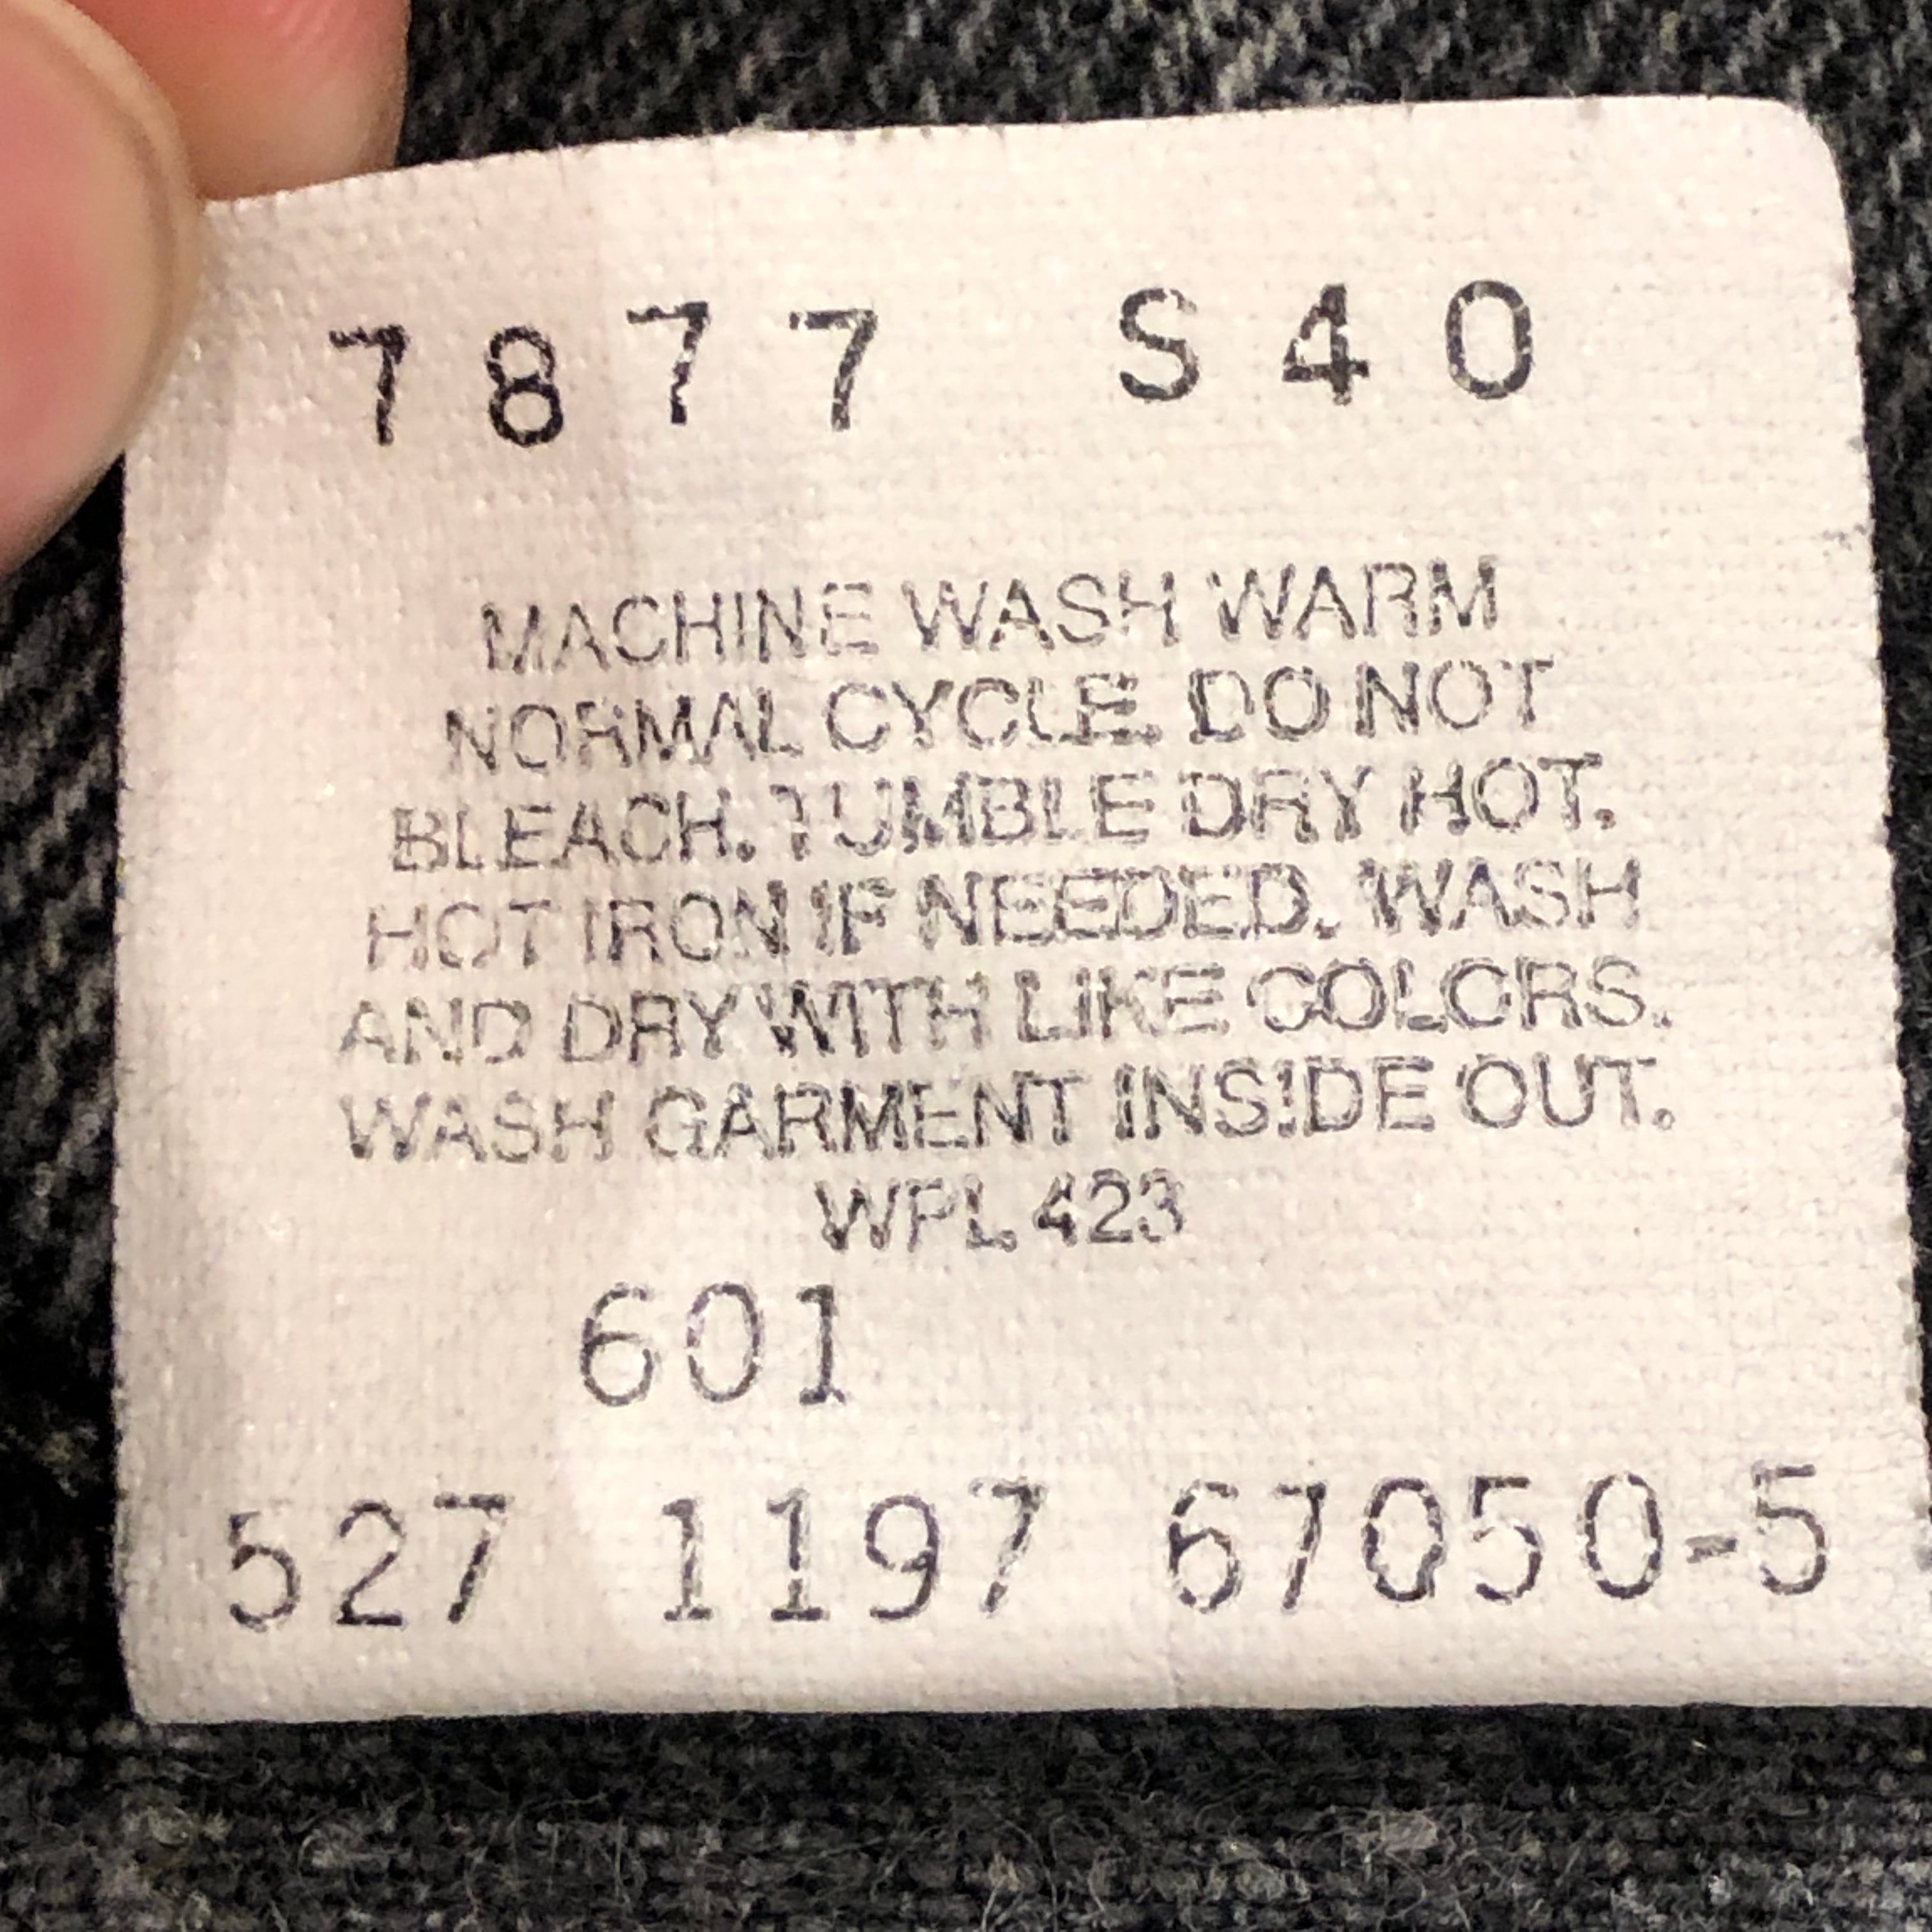 7877 S40
MACHINE WASH WARM
NORMAL CYCLE. DO NOT
BLEACH. TUMBLE DRY HOT.
HOT IRON IF NEEDED. WASH
AND DRY WITH LIKE COLORS.
WASH GARMENT INSIDE OUT.
WPL 423
601
527 1197 67050-5